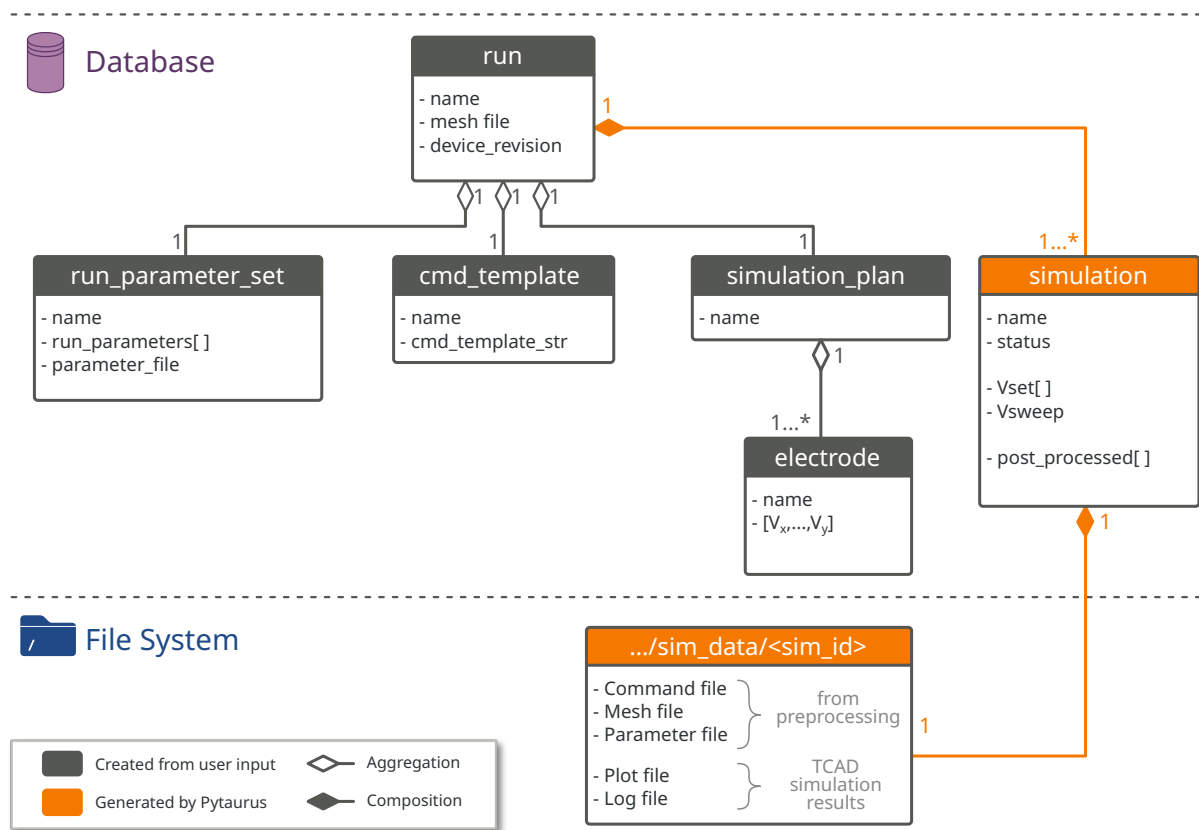 Database
run
- name
- mesh file
- device_revision
1
1
1
1
1
1
1
1...*
run_parameter_set
- name
- run_parameters[ ]
- parameter_file
cmd_template
- name
- cmd_template_str
simulation_plan
- name
1
1...*
electrode
- name
- [Vx,...,Vy]
simulation
- name
- status
- Vset[ ]
- Vsweep
- post_processed[ ]
1
File System
/
.../sim_data/<sim_id>
- Command file
- Mesh file
- Parameter file
from
preprocessing
- Plot file
- Log file
TCAD
simulation
results
1
Created from user input
Aggregation
Generated by Pytaurus
Composition